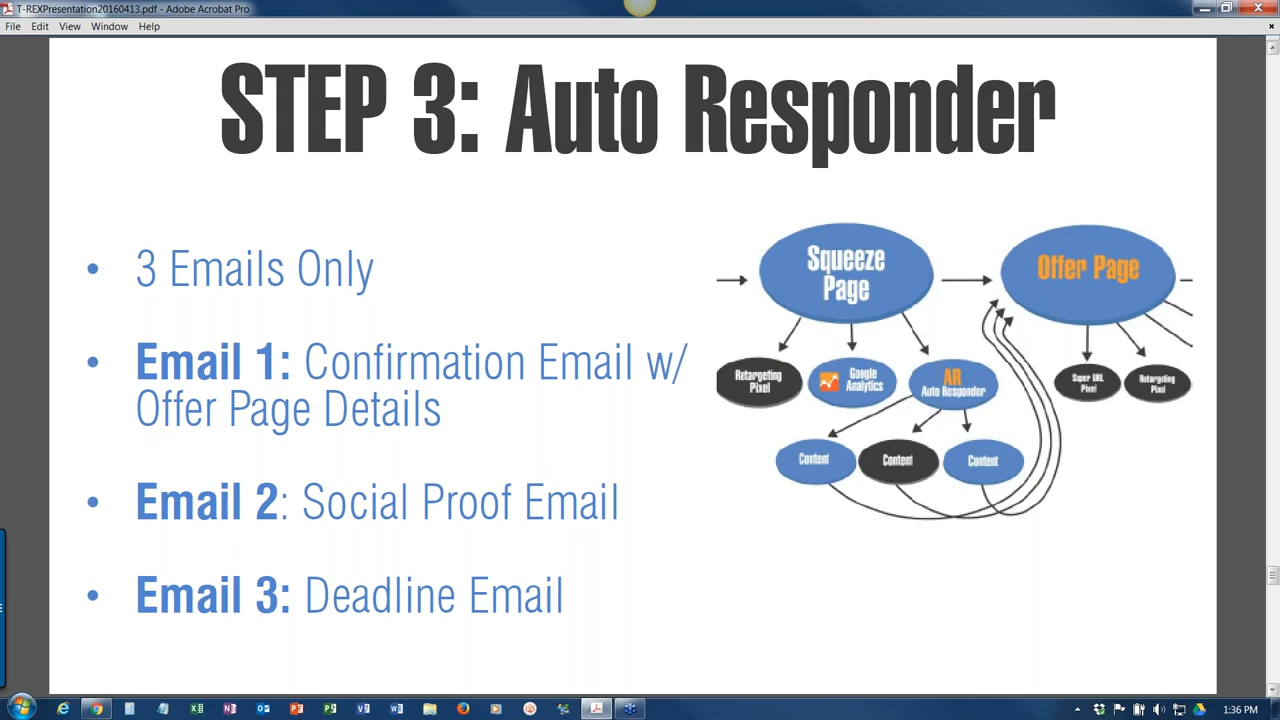 T-REXPresentation20160413.pdf - Adobe Acrobat Pro
File Edit View Window Help
STEP 3: Auto Responder
• 3 Emails Only
• Email 1: Confirmation Email w/
Offer Page Details
• Email 2: Social Proof Email
• Email 3: Deadline Email
Squeeze
Page
Offer Page
Retargeting
Pixel
Google
Analytics
AR
Auto Responder
Super URL
Pixel
Retargeting
Pixel
Content
Content
Content
1:36 PM